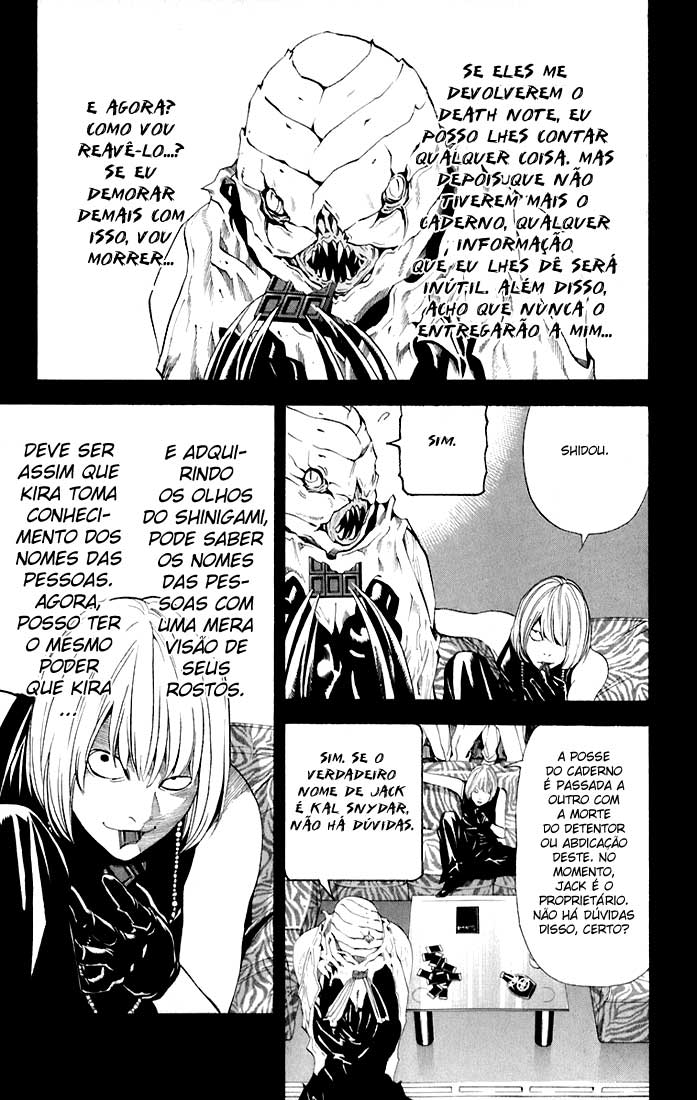 SE ELES ME
DEVOLVEREM O
DEATH NOTE, EU
POSSO LHES CONTAR
QUALQUER COISA. MAS
DEPOIS QUE NÃO
TIVEREM MAIS O
CADERNO, QUALQUER
INFORMAÇÃO
QUE EU LHES DÊ SERÁ
INÚTIL. ALÉM DISSO,
ACHO QUE NUNCA O
ENTREGARÃO A MIM...
E AGORA?
COMO VOU
REAVÊ-LO...?
SE EU
DEMORAR
DEMAIS COM
ISSO, VOU
MORRER...
SHIDOU.
SIM.
A POSSE
DO CADERNO
É PASSADA A
OUTRO COM
A MORTE
DO DETENTOR
OU ABDICAÇÃO
DESTE. NO
MOMENTO,
JACK É O
PROPRIETÁRIO.
NÃO HÁ DÚVIDAS
DISSO, CERTO?
SIM. SE O
VERDADEIRO
NOME DE JACK
É KAL SNYDAR,
NÃO HÁ DÚVIDAS.
E ADQUI-
RINDO
OS OLHOS
DO SHINIGAMI,
PODE SABER
OS NOMES
DAS PES-
SOAS COM
UMA MERA
VISÃO DE
SEUS
ROSTOS.
DEVE SER
ASSIM QUE
KIRA TOMA
CONHECI-
MENTO DOS
NOMES DAS
PESSOAS.
AGORA,
POSSO TER
O MESMO
PODER
QUE KIRA
...